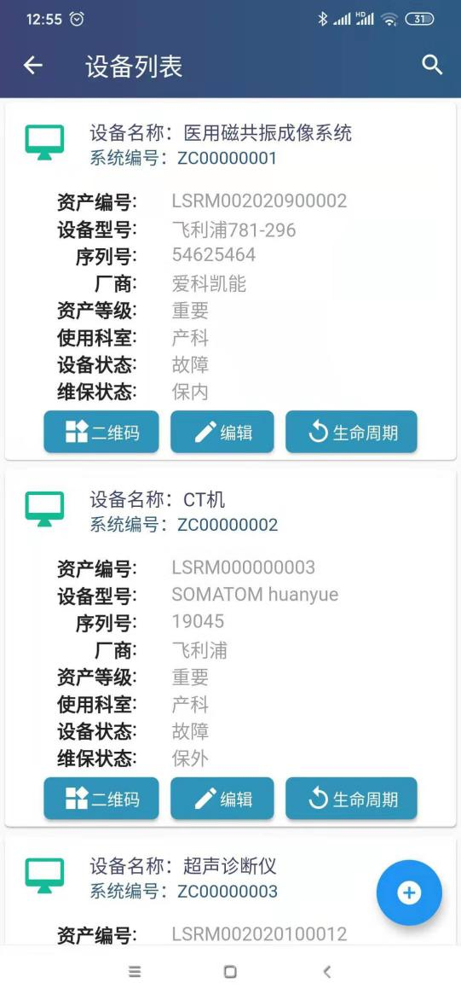 12:55
HD
31
设备列表
设备名称：医用磁共振成像系统
系统编号：ZC00000001
资产编号: LSRM002020900002
设备型号: 飞利浦781-296
序列号: 54625464
厂商: 爱科凯能
资产等级: 重要
使用科室: 产科
设备状态: 故障
维保状态: 保内
二维码 编辑 生命周期
设备名称：CT机
系统编号：ZC00000002
资产编号: LSRM000000003
设备型号: SOMATOM huanyue
序列号: 19045
厂商: 飞利浦
资产等级: 重要
使用科室: 产科
设备状态: 故障
维保状态: 保外
二维码 编辑 生命周期
设备名称：超声诊断仪
系统编号：ZC00000003
资产编号: LSRM002020100012